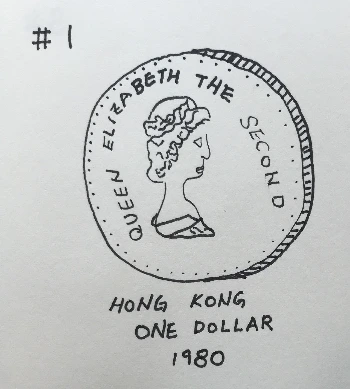 # 1
QUEEN ELIZABETH THE SECOND
HONG KONG
ONE DOLLAR
1980